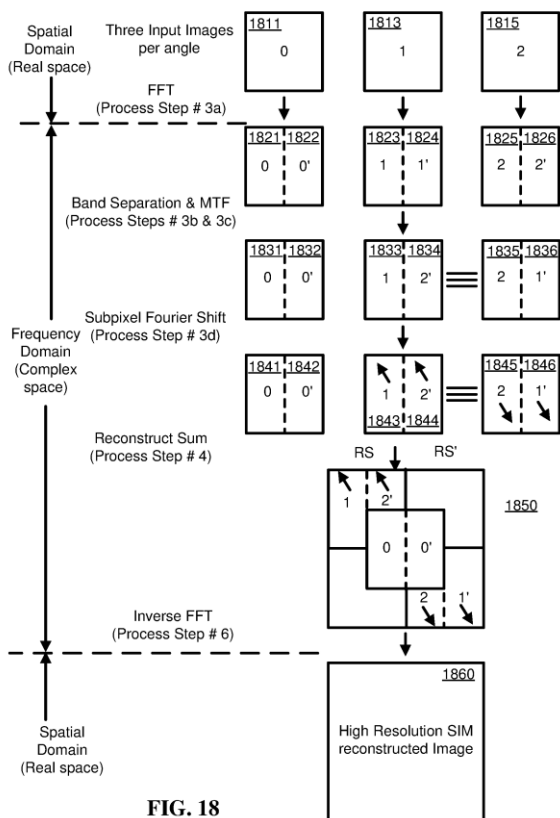 Spatial
Domain
(Real space)
Three Input Images
per angle
1811
0
1813
1
1815
2
FFT
(Process Step # 3a)
1821 1822
0 0'
1823 1824
1 1'
1825 1826
2 2'
Band Separation & MTF
(Process Steps # 3b & 3c)
1831 1832
0 0'
1833 1834
1 2'
1835 1836
2 1'
Subpixel Fourier Shift
(Process Step # 3d)
Frequency
Domain
(Complex
space)
1841 1842
0 0'
1 2'
1843 1844
1845 1846
2 1'
Reconstruct Sum
(Process Step # 4)
RS RS'
1 2'
1850
0 0'
2 1'
Inverse FFT
(Process Step # 6)
1860
High Resolution SIM
reconstructed Image
Spatial
Domain
(Real space)
FIG. 18